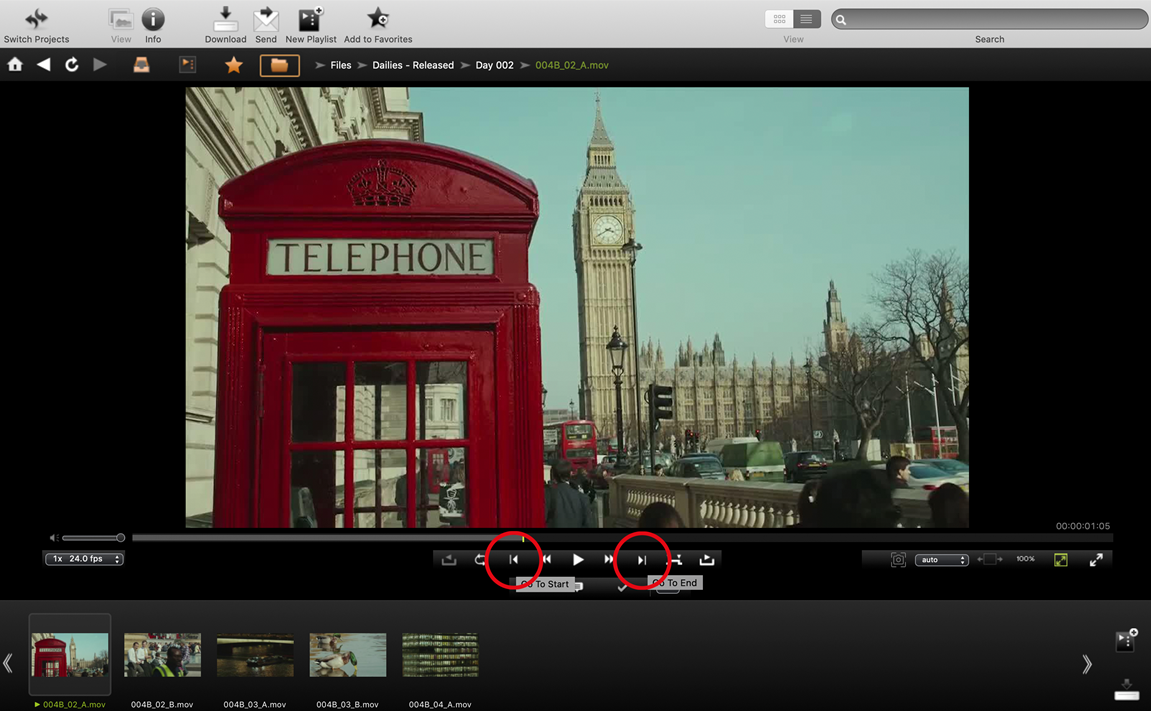 Switch Projects
View
Info
Download
Send
New Playlist
Add to Favorites
View
Search
Files
Dailies - Released
Day 002
004B_02_A.mov
TELEPHONE
00:00:01:05
1x 24.0 fps
auto
100%
Go To Start
Go To End
004B_02_A.mov
004B_02_B.mov
004B_03_A.mov
004B_03_B.mov
004B_04_A.mov